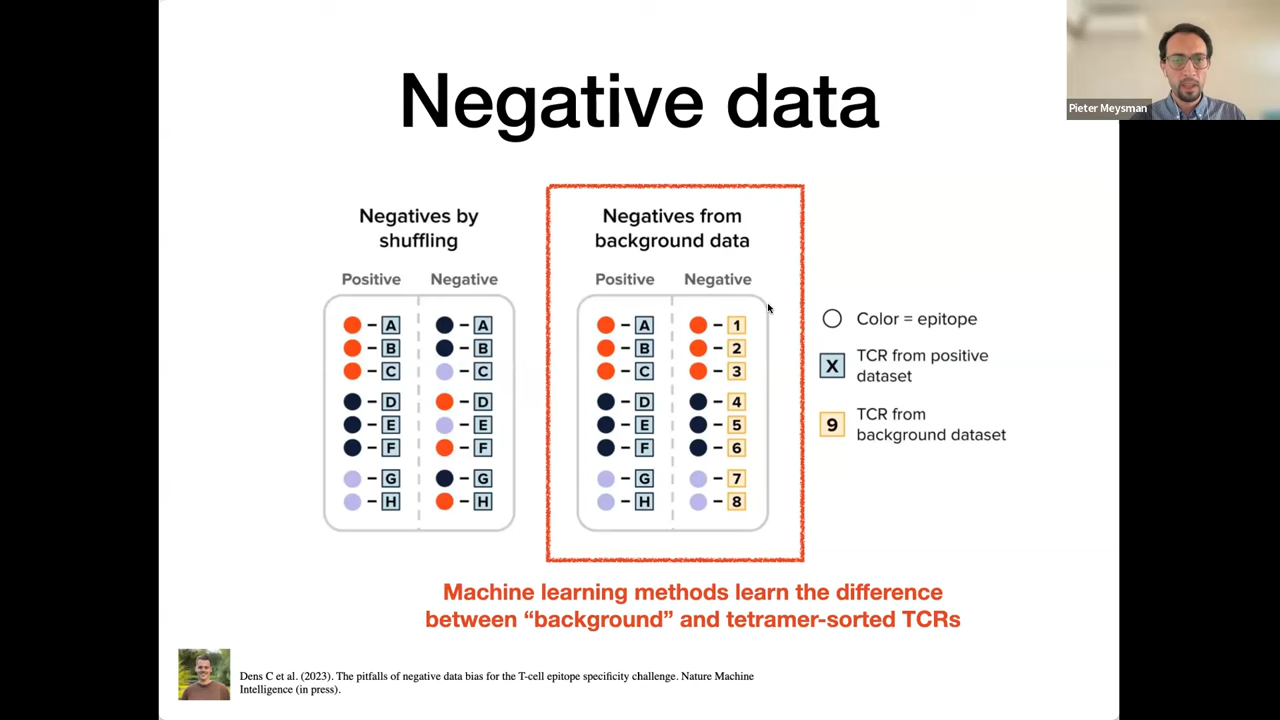 Negative data
Pieter Meysman
Negatives by
shuffling
Positive Negative
A A
B B
C C
D D
E E
F F
G G
H H
Negatives from
background data
Positive Negative
A 1
B 2
C 3
D 4
E 5
F 6
G 7
H 8
Color = epitope
X TCR from positive
dataset
9 TCR from
background dataset
Machine learning methods learn the difference
between “background” and tetramer-sorted TCRs
Dens C et al. (2023). The pitfalls of negative data bias for the T-cell epitope specificity challenge. Nature Machine
Intelligence (in press).